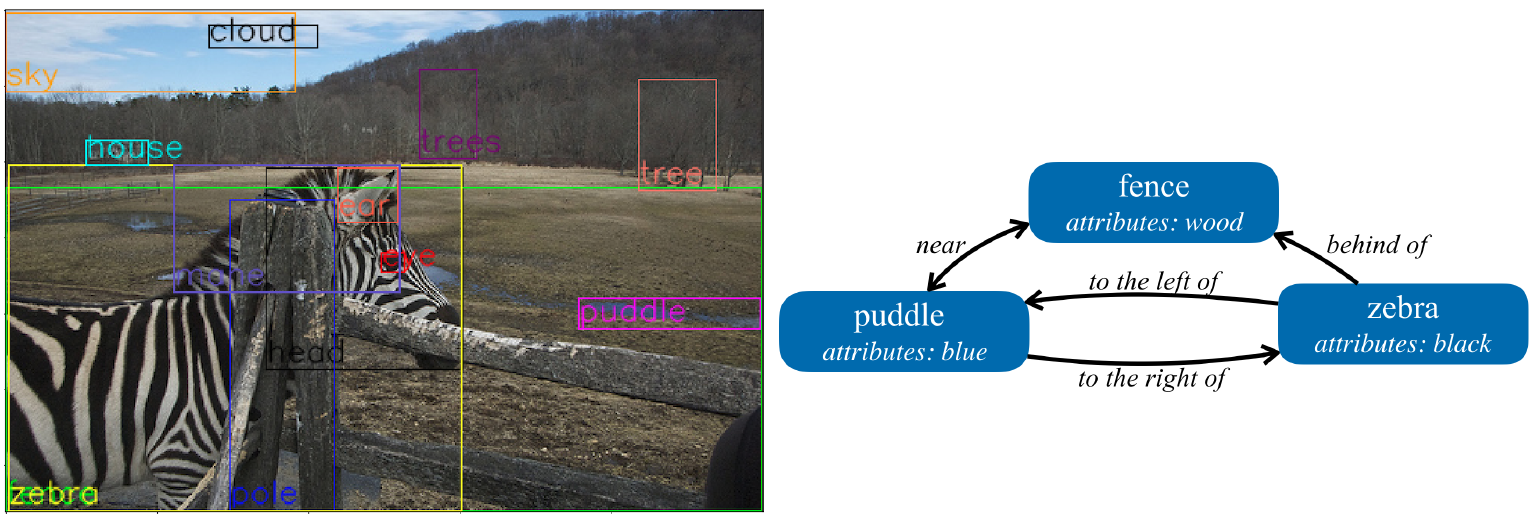 cloud
sky
house
trees
tree
ear
eye
mane
puddle
head
zebra
pole
fence
attributes: wood
near
behind of
to the left of
puddle
attributes: blue
zebra
attributes: black
to the right of